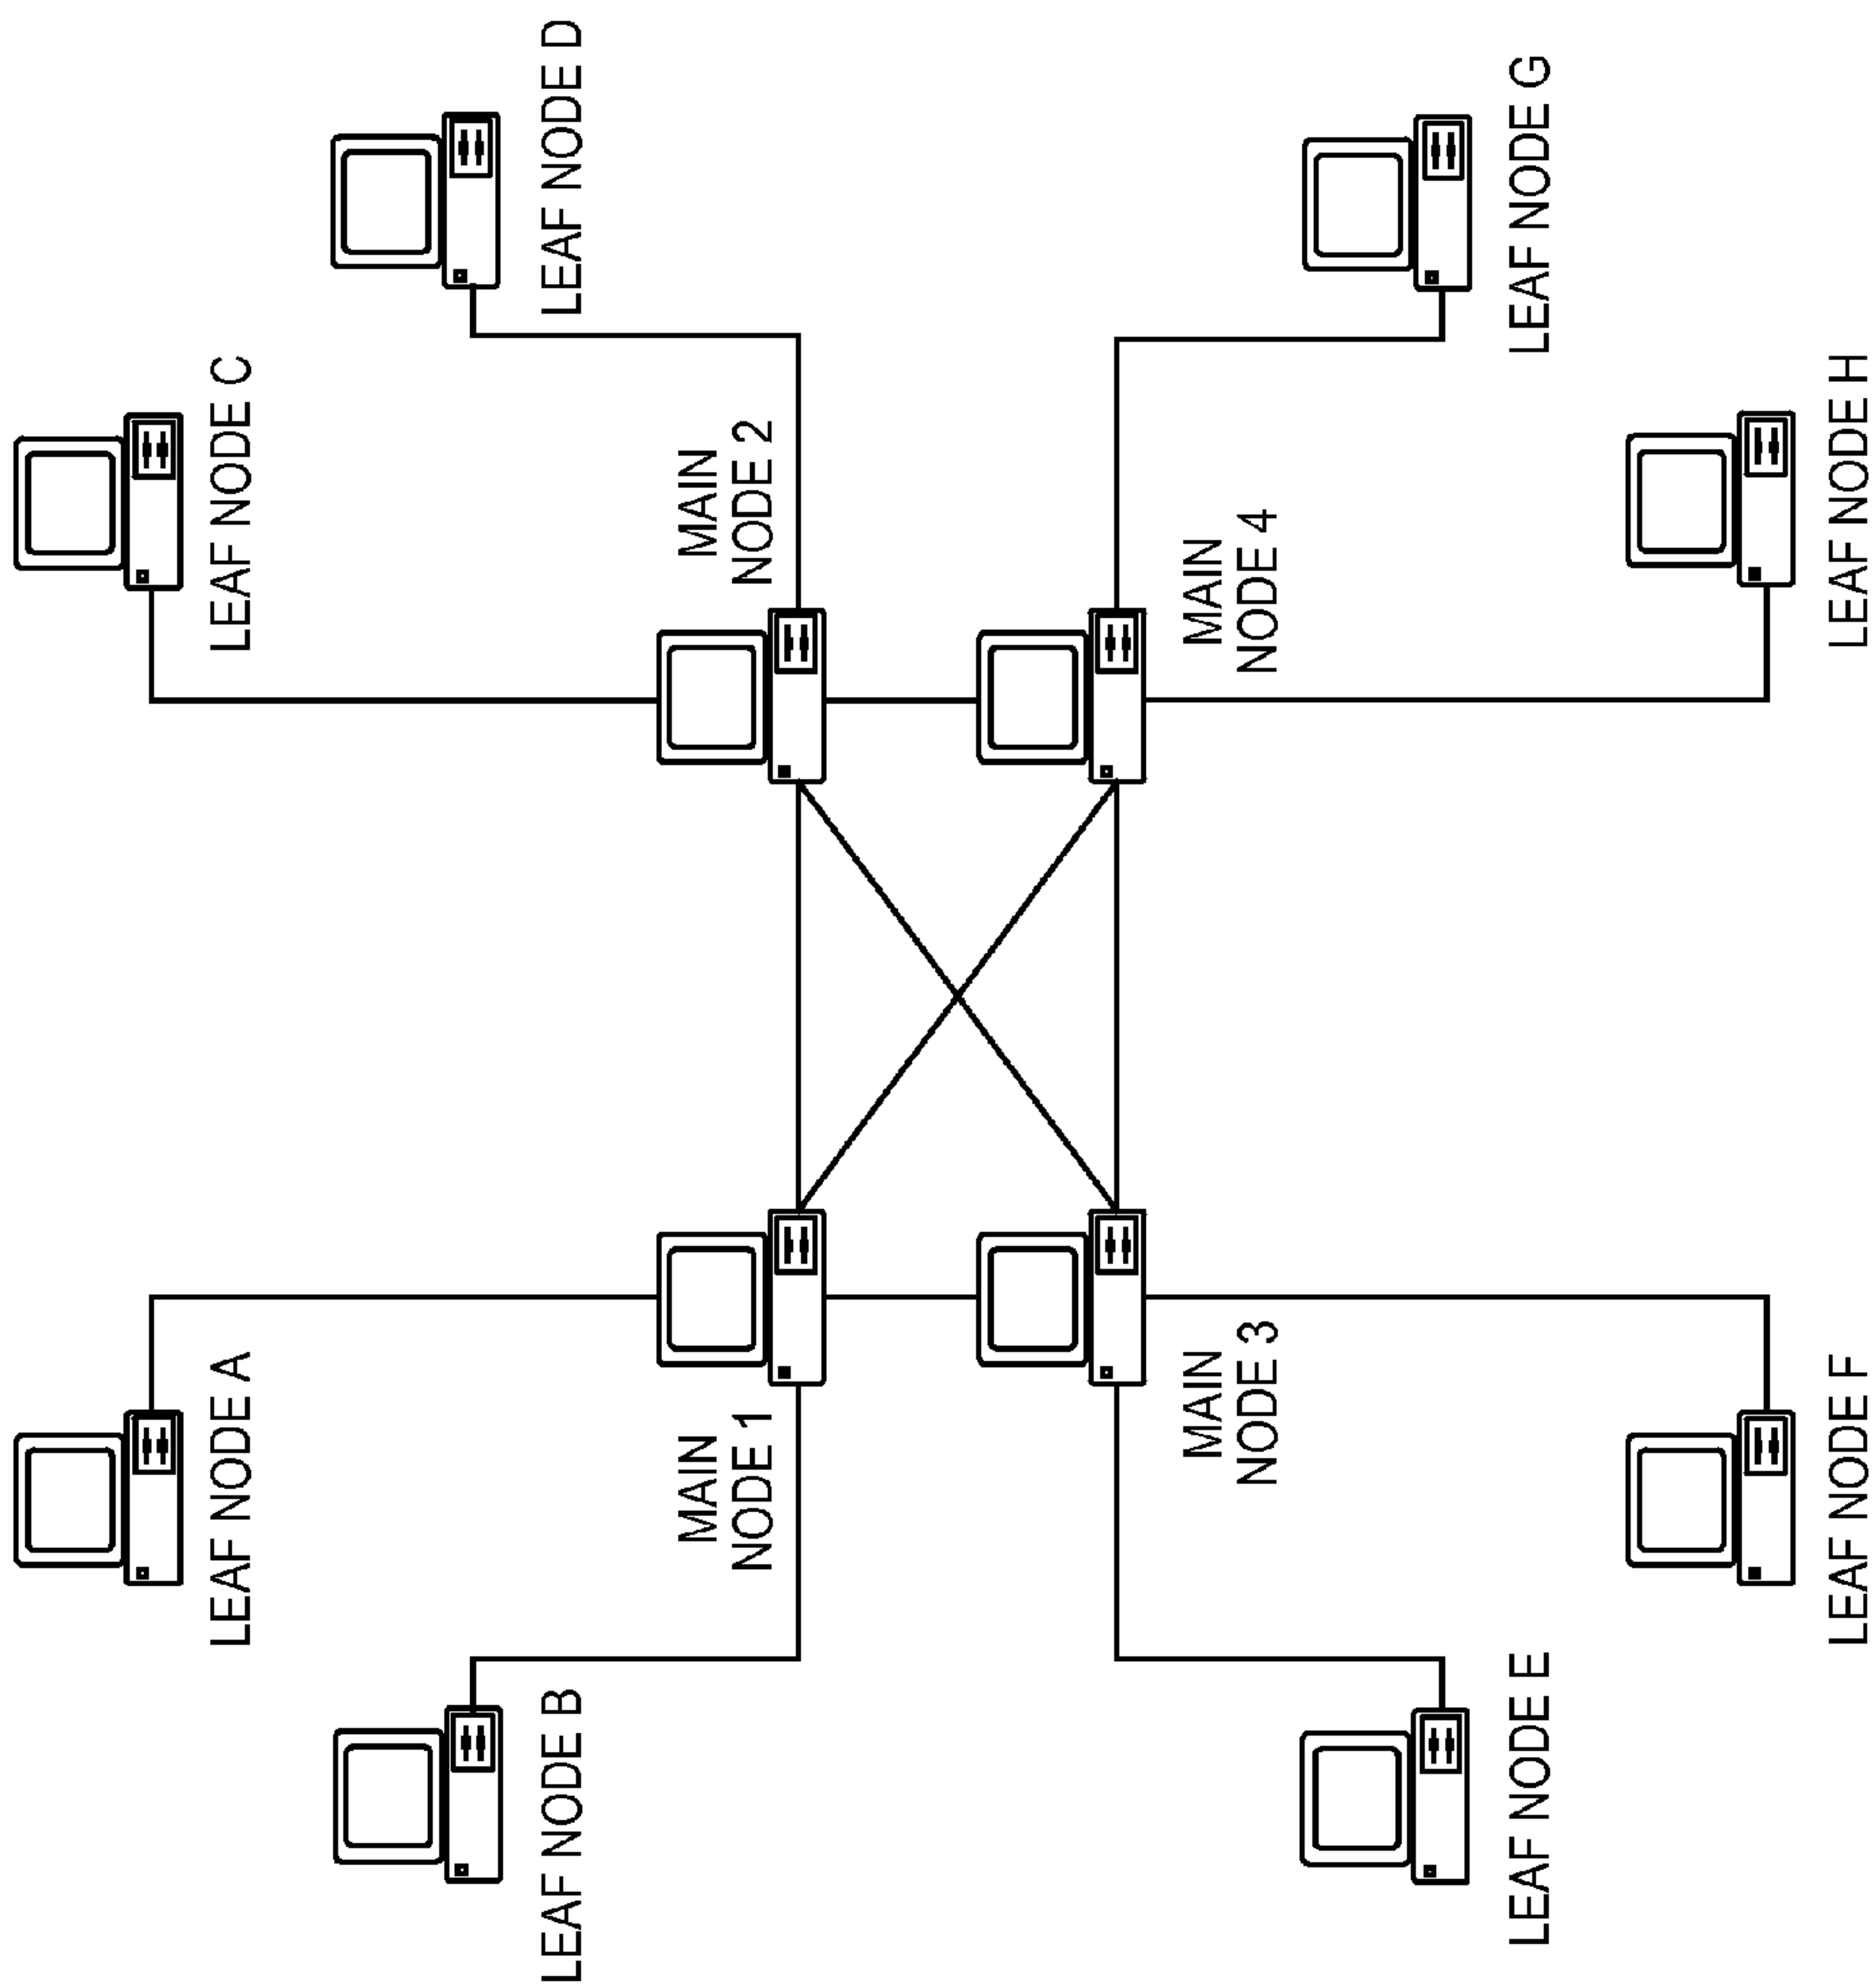 LEAF NODE A
LEAF NODE C
LEAF NODE B
LEAF NODE D
MAIN
NODE 1
MAIN
NODE 2
MAIN
NODE 3
MAIN
NODE 4
LEAF NODE E
LEAF NODE G
LEAF NODE F
LEAF NODE H